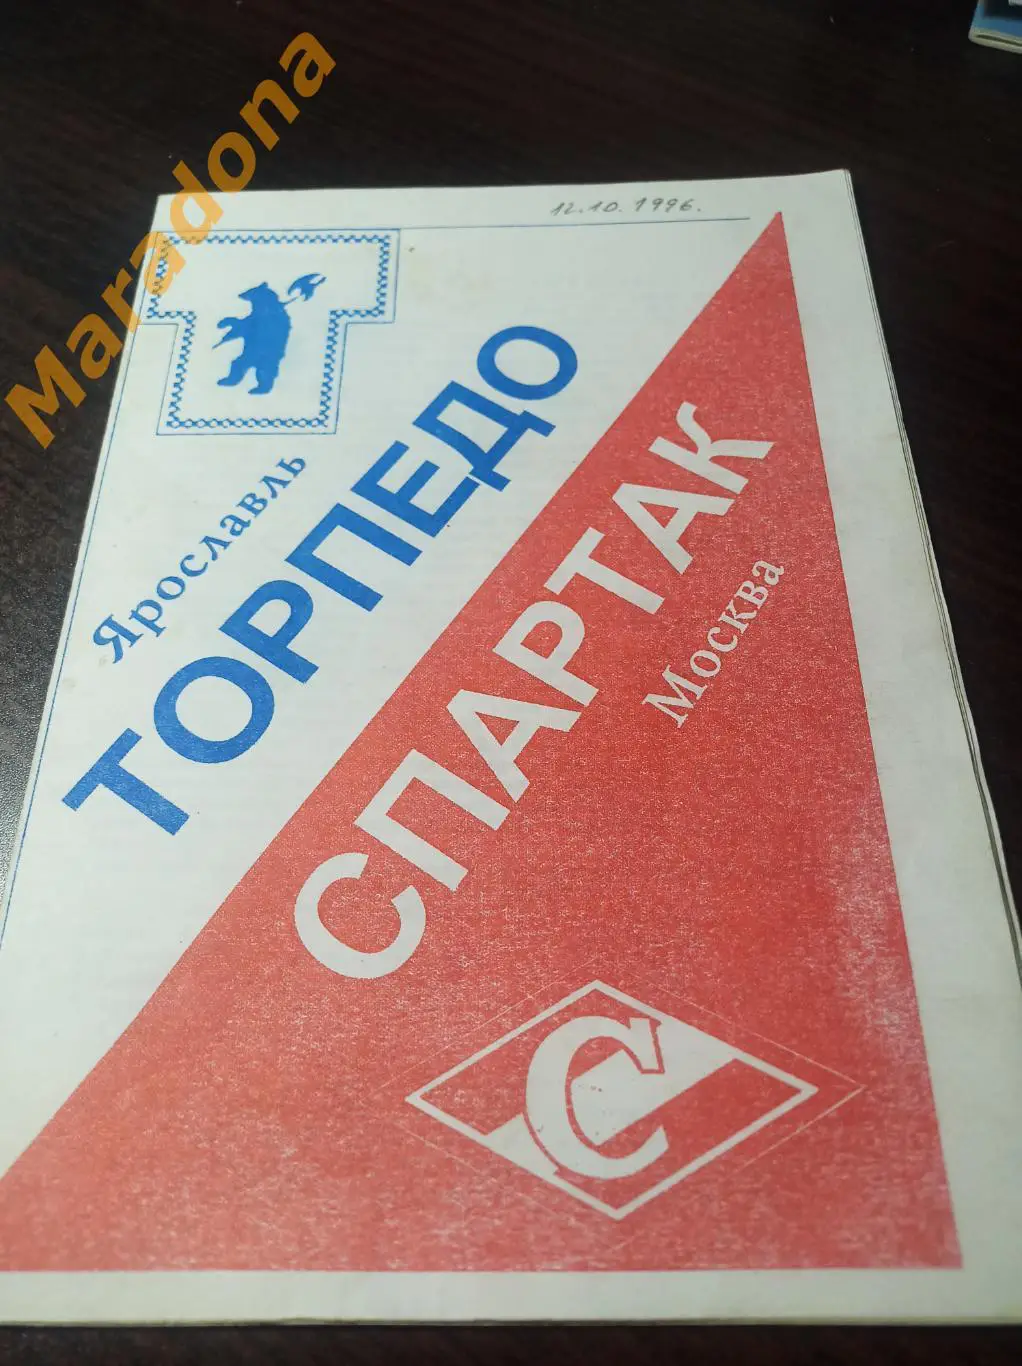 Maradona
12.10.1996.
Ярославль
ТОРПЕДО
СПАРТАК
Москва
С